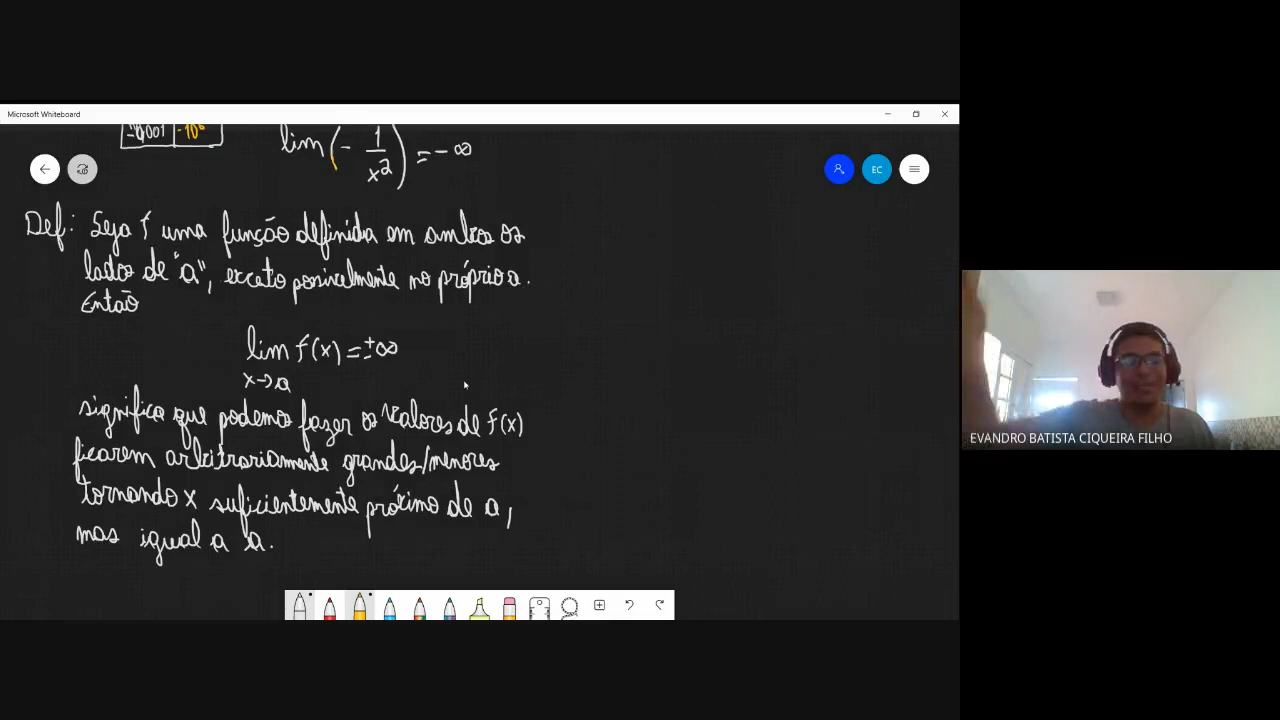 Microsoft Whiteboard
-0,001 -10⁶
lim (- 1/x²) = -∞
EC
Def: Seja f uma função definida em ambos os
lados de "a", exceto possivelmente no próprio a.
Então
lim f(x) = ±∞
x→a
significa que podemos fazer os valores de f(x)
ficarem arbitrariamente grandes/menores
tornando x suficientemente próximo de a,
mas igual a a.
EVANDRO BATISTA CIQUEIRA FILHO